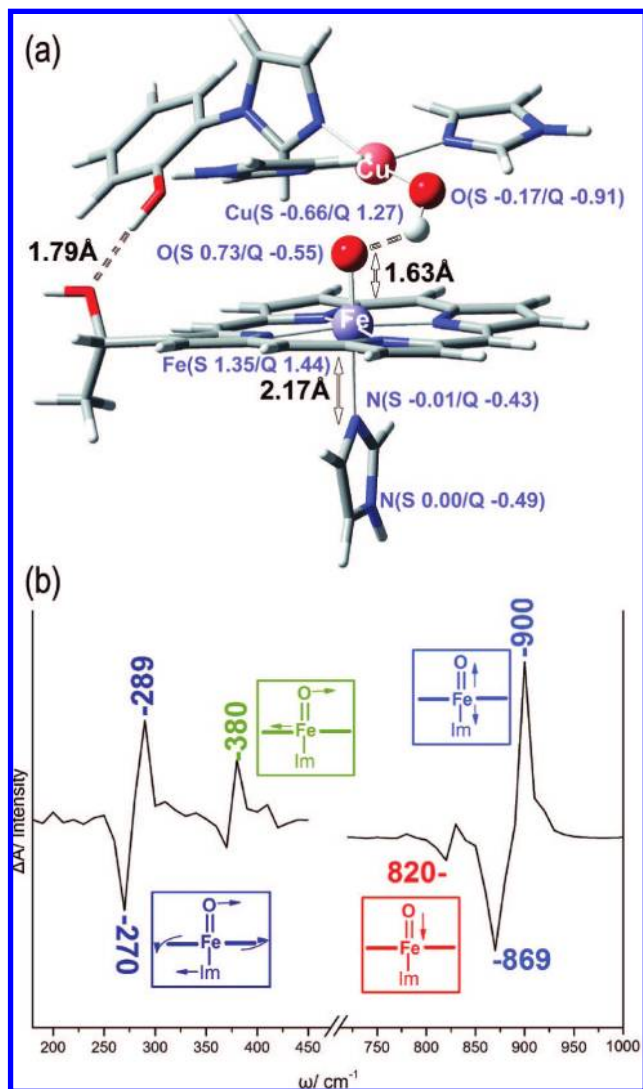 (a)
Cu
Cu(S -0.66/Q 1.27)
O(S -0.17/Q -0.91)
O(S 0.73/Q -0.55)
1.79Å
1.63Å
Fe
Fe(S 1.35/Q 1.44)
2.17Å
N(S -0.01/Q -0.43)
N(S 0.00/Q -0.49)
(b)
ΔA/ Intensity
-289
-270
-380
O
Fe
Im
O
Fe
Im
-900
O
Fe
Im
820-
O
Fe
Im
-869
200 250 300 350 400 450 750 800 850 900 950 1000
ω/ cm⁻¹